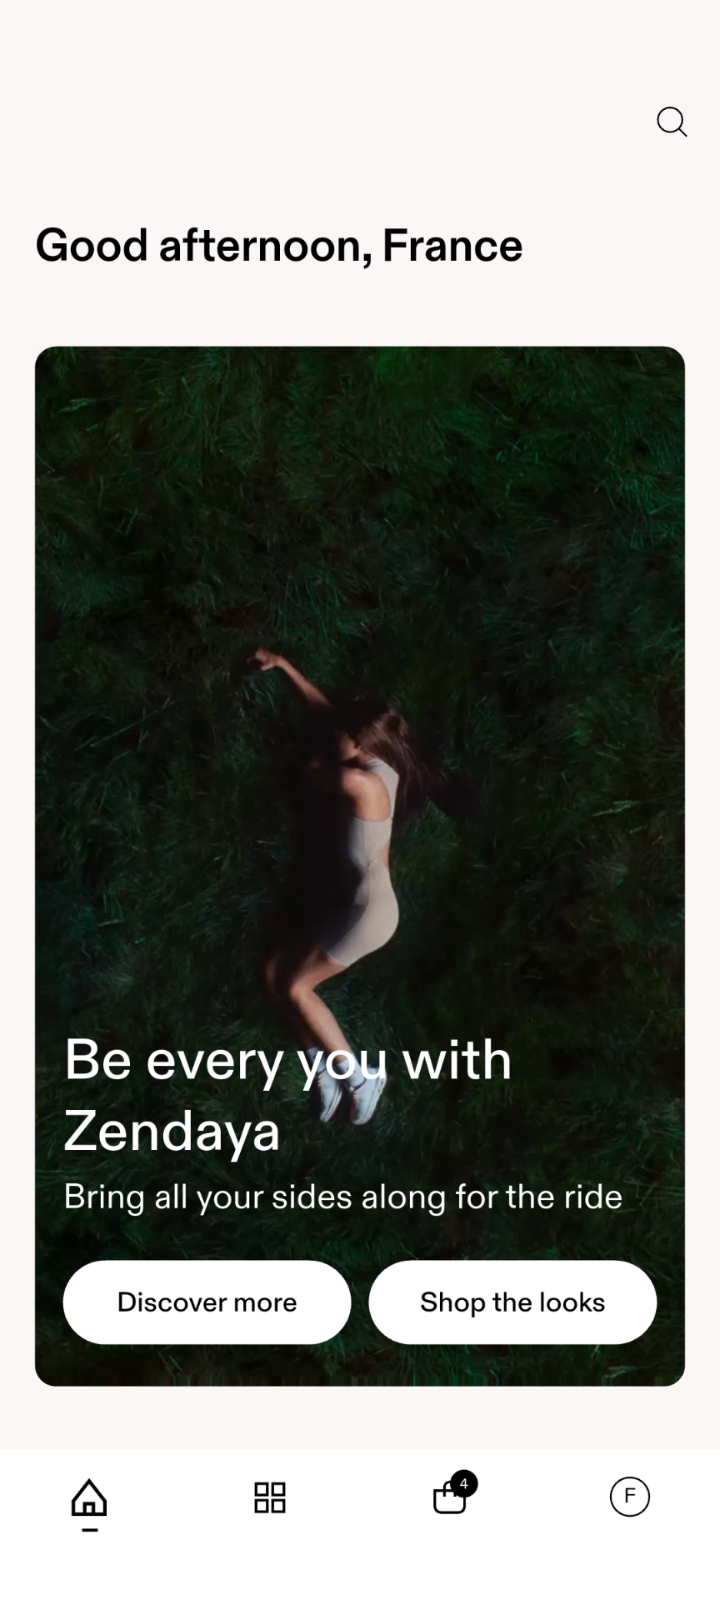 Good afternoon, France
Be every you with
Zendaya
Bring all your sides along for the ride
Discover more
Shop the looks
4
F